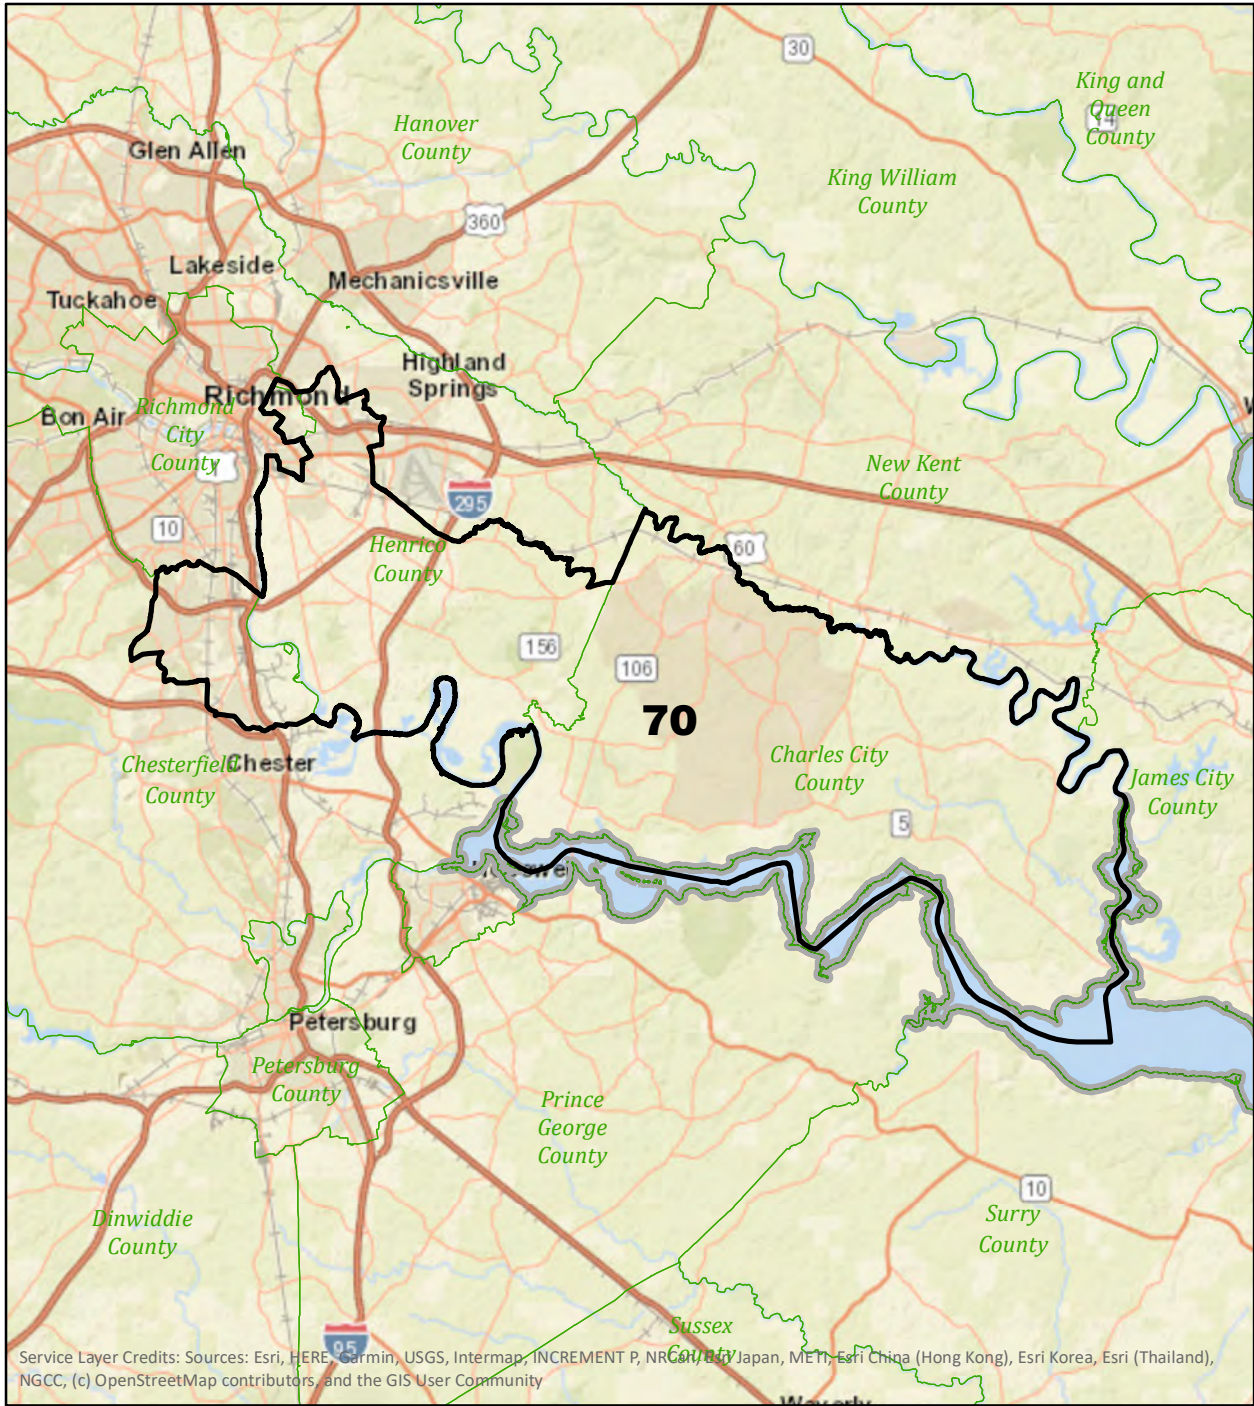 30
King and
Queen
County
14
Hanover
County
Glen Allen
King William
County
360
Lakeside
Mechanicsville
Tuckahoe
Highland
Springs
Richmond
Bon Air
Richmond
City
County
1
New Kent
County
295
10
60
Henrico
County
156
106
70
Charles City
County
Chesterfield
County
Chester
James City
County
5
Petersburg
Petersburg
County
Prince
George
County
10
Surry
County
Dinwiddie
County
Sussex
County
95
Service Layer Credits: Sources: Esri, HERE, Garmin, USGS, Intermap, INCREMENT P, NRCan, Esri Japan, METI, Esri China (Hong Kong), Esri Korea, Esri (Thailand),
NGCC, (c) OpenStreetMap contributors, and the GIS User Community